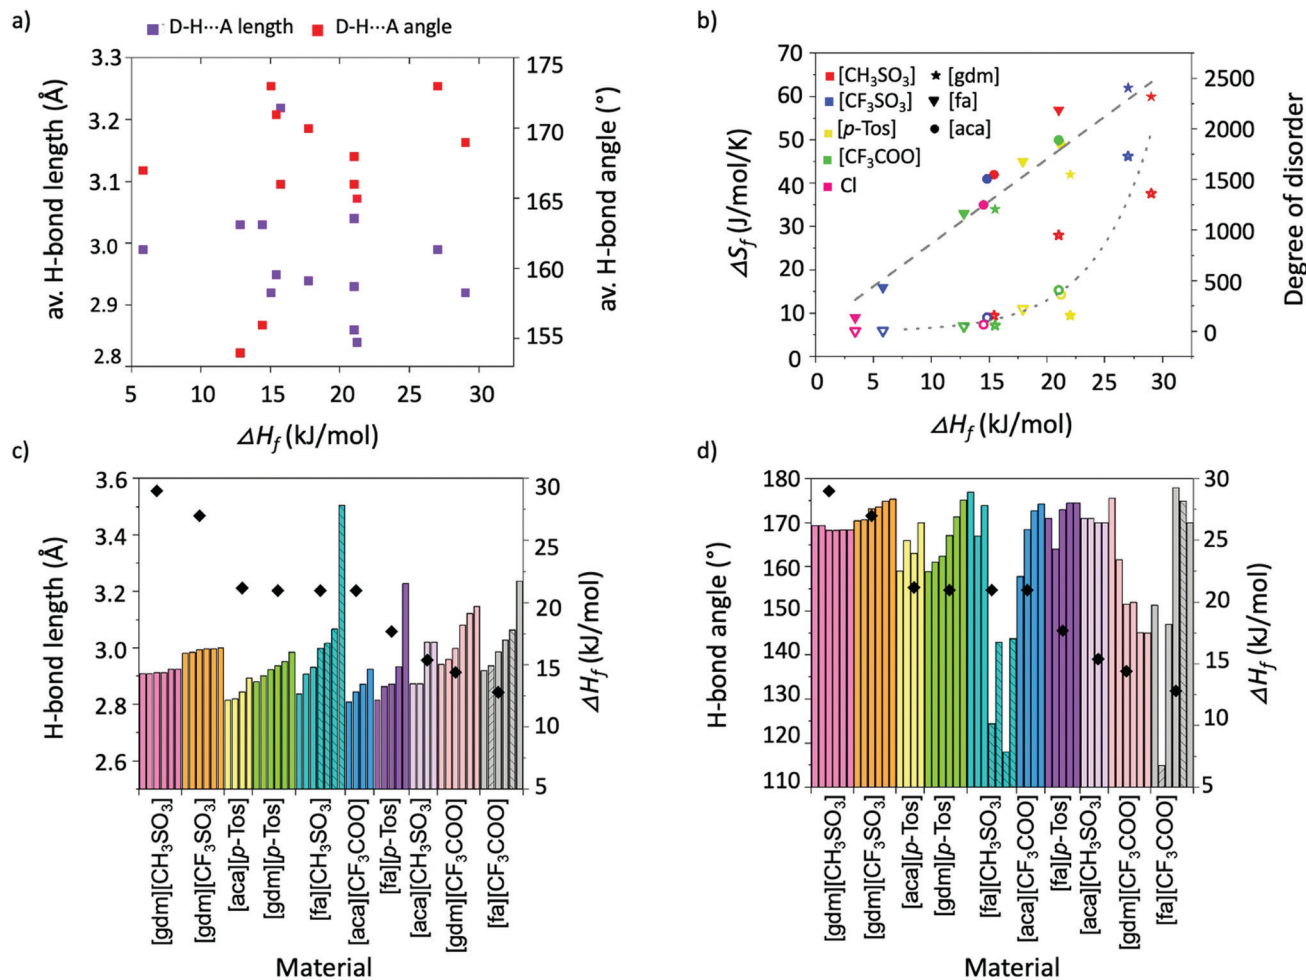 a)
D-H···A length
D-H···A angle
av. H-bond length (Å)
3.3
3.2
3.1
3.0
2.9
2.8
175
170
165
160
155
av. H-bond angle (°)
5 10 15 20 25 30
ΔHf (kJ/mol)
b)
ΔSf (J/mol/K)
70
60
50
40
30
20
10
0
[CH3SO3]
[CF3SO3]
[p-Tos]
[CF3COO]
Cl
[gdm]
[fa]
[aca]
2500
2000
1500
1000
500
0
Degree of disorder
0 5 10 15 20 25 30
ΔHf (kJ/mol)
c)
H-bond length (Å)
3.6
3.4
3.2
3.0
2.8
2.6
30
25
20
15
10
5
ΔHf (kJ/mol)
[gdm][CH3SO3]
[gdm][CF3SO3]
[aca][p-Tos]
[gdm][p-Tos]
[fa][CH3SO3]
[aca][CF3COO]
[fa][p-Tos]
[aca][CH3SO3]
[gdm][CF3COO]
[fa][CF3COO]
Material
d)
H-bond angle (°)
180
170
160
155
140
130
120
110
30
25
20
15
10
5
ΔHf (kJ/mol)
[gdm][CH3SO3]
[gdm][CF3SO3]
[aca][p-Tos]
[gdm][p-Tos]
[fa][CH3SO3]
[aca][CF3COO]
[fa][p-Tos]
[aca][CH3SO3]
[gdm][CF3COO]
[fa][CF3COO]
Material